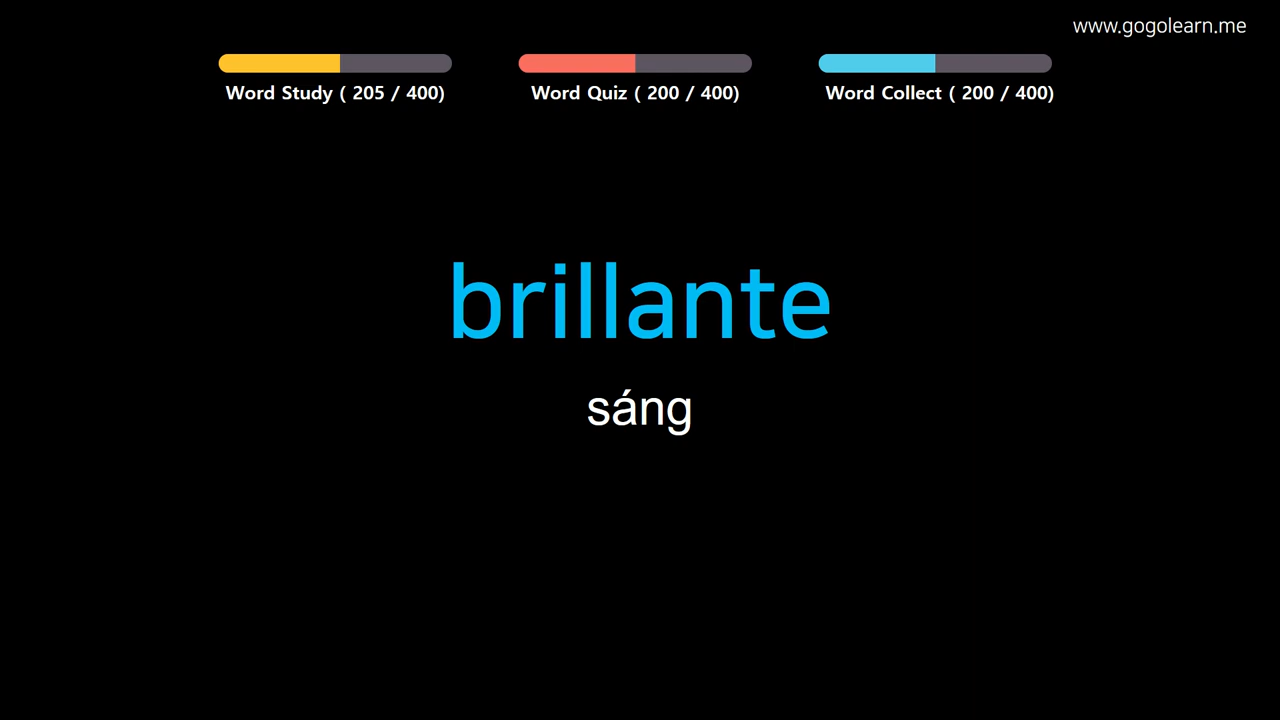 www.gogolearn.me
Word Study ( 205 / 400)
Word Quiz ( 200 / 400)
Word Collect ( 200 / 400)
brillante
sáng